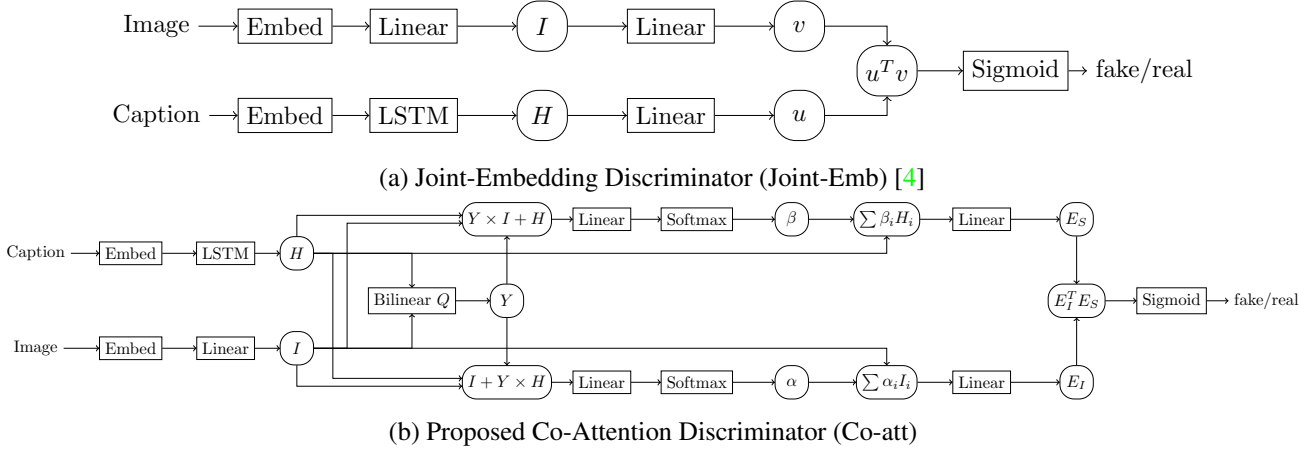 Image Embed Linear I Linear v
u^T v Sigmoid fake/real
Caption Embed LSTM H Linear u
(a) Joint-Embedding Discriminator (Joint-Emb) [4]
Y × I + H Linear Softmax β ∑ β_i H_i Linear E_S
Caption Embed LSTM H
Bilinear Q Y E_I^T E_S Sigmoid fake/real
Image Embed Linear I
I + Y × H Linear Softmax α ∑ α_i I_i Linear E_I
(b) Proposed Co-Attention Discriminator (Co-att)